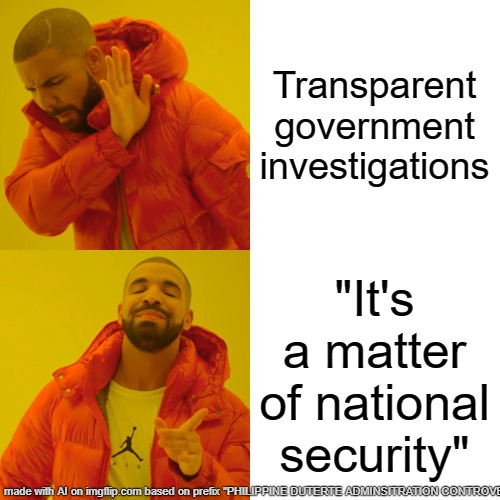 Transparent
government
investigations
"It's
a matter
of national
security"
made with AI on imgflip.com based on prefix "PHILIPPINE DUTERTE ADMINSITRATION CONTROVE